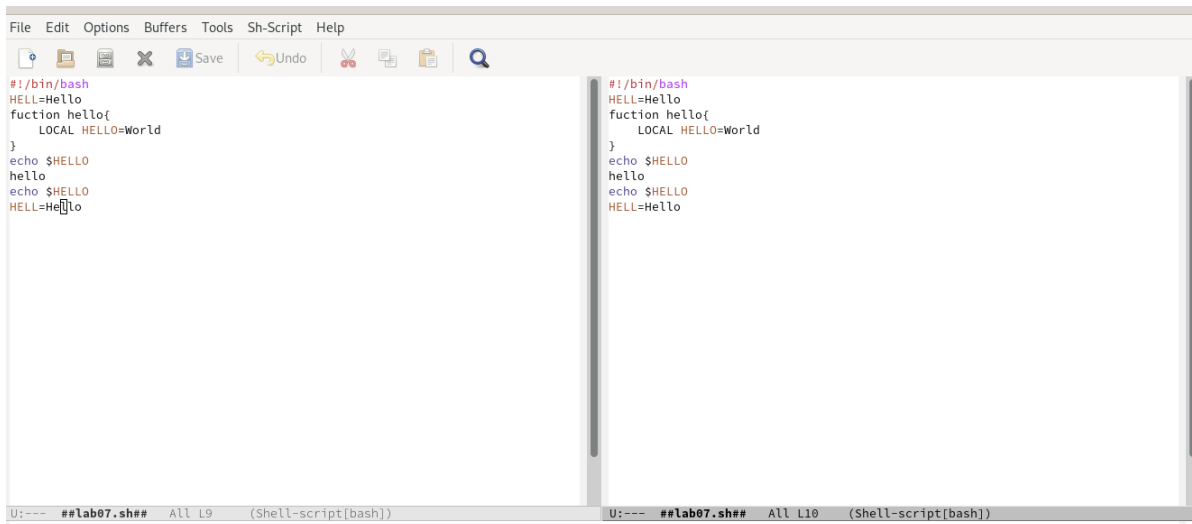 File Edit Options Buffers Tools Sh-Script Help
Save Undo
#!/bin/bash
HELL=Hello
fuction hello{
    LOCAL HELLO=World
}
echo $HELLO
hello
echo $HELLO
HELL=Hello
U:--- ##lab07.sh## All L9 (Shell-script[bash])
#!/bin/bash
HELL=Hello
fuction hello{
    LOCAL HELLO=World
}
echo $HELLO
hello
echo $HELLO
HELL=Hello
U:--- ##lab07.sh## All L10 (Shell-script[bash])